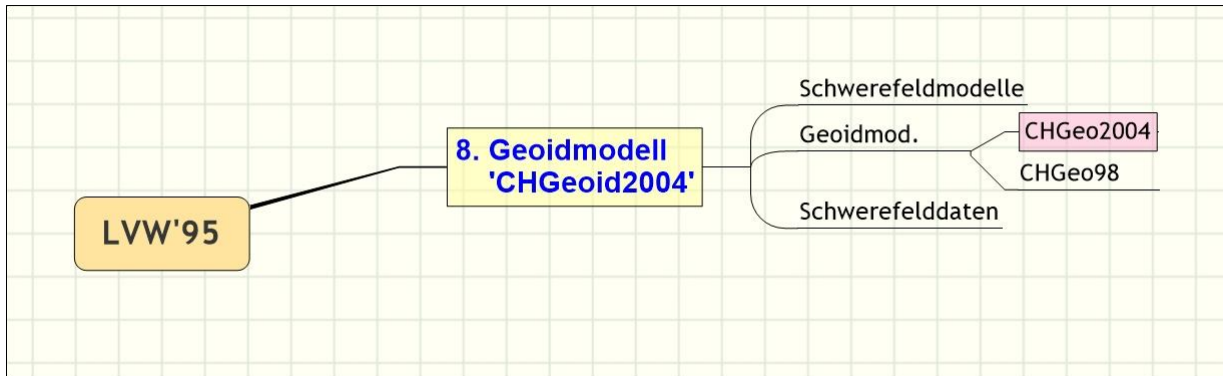 LVW'95
8. Geoidmodell
'CHGeoid2004'
Schwerefeldmodelle
Geoidmod.
CHGeo2004
CHGeo98
Schwerefelddaten